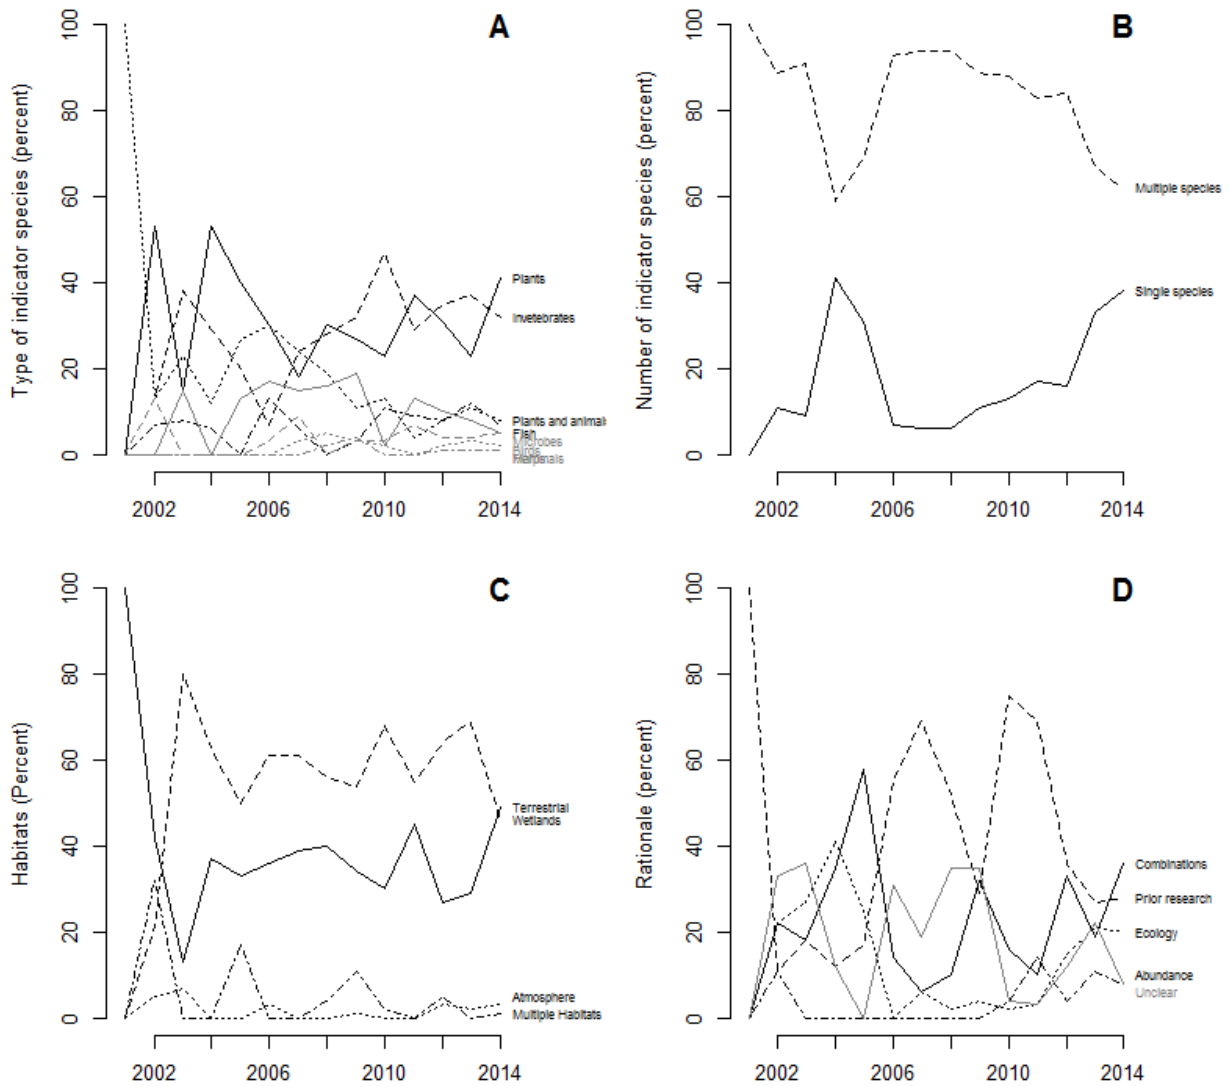 A
Type of indicator species (percent)
100
80
60
40
20
0
2002 2006 2010 2014
Plants
Invetebrates
Plants and animals
Fish
Microbes
Birds
B
Number of indicator species (percent)
100
80
60
40
20
0
2002 2006 2010 2014
Multiple species
Single species
C
Habitats (Percent)
100
80
60
40
20
0
2002 2006 2010 2014
Terrestrial
Wetlands
Atmosphere
Multiple Habitats
D
Rationale (percent)
100
80
60
40
20
0
2002 2006 2010 2014
Combinations
Prior research
Ecology
Abundance
Unclear